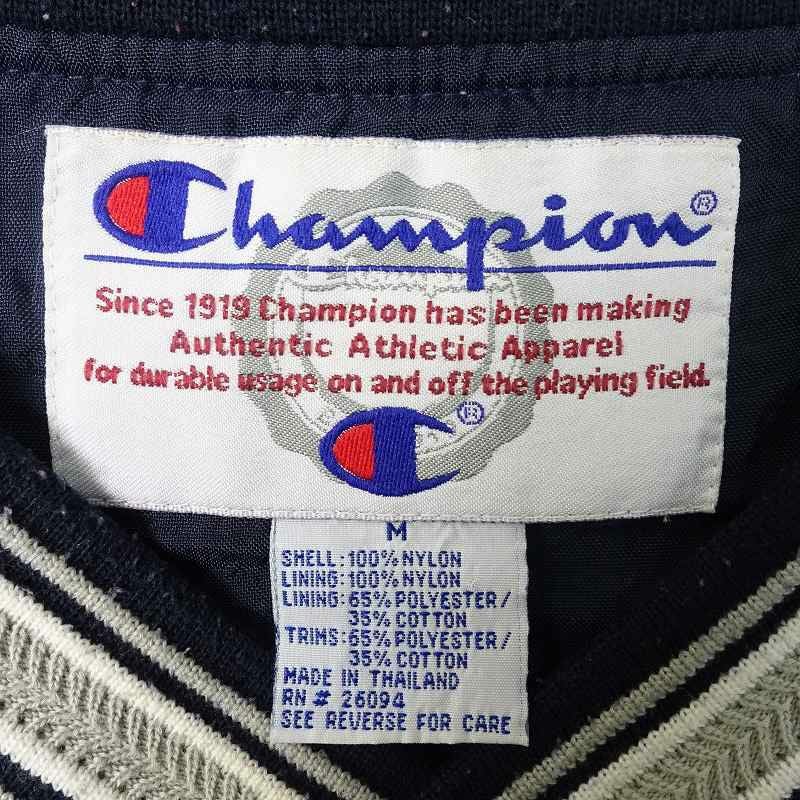 Champion®
Since 1919 Champion has been making
Authentic Athletic Apparel
for durable usage on and off the playing field.
®
M
SHELL:100% NYLON
LINING:100% NYLON
LINING:65% POLYESTER/
35% COTTON
TRIMS:65% POLYESTER/
35% COTTON
MADE IN THAILAND
RN # 26094
SEE REVERSE FOR CARE